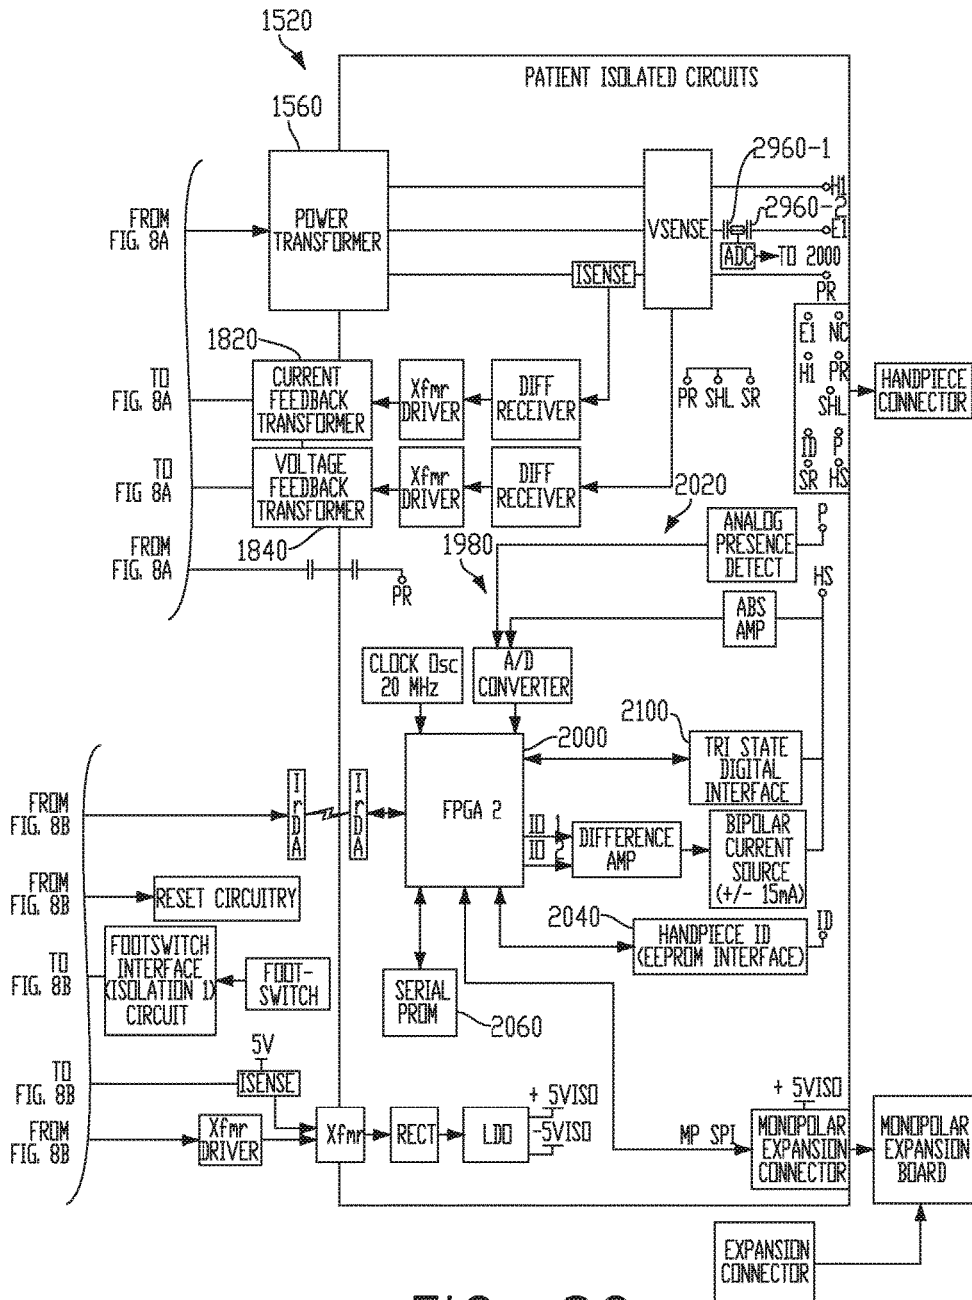 1520
PATIENT ISOLATED CIRCUITS
1560
2960-1
H1
2960-2
E1
FROM
FIG. 8A
POWER
TRANSFORMER
VSENSE
ADC
TO 2000
ISENSE
PR
E1 NC
1820
H1 PR
TO
FIG. 8A
CURRENT
FEEDBACK
TRANSFORMER
Xfmr
DRIVER
DIFF
RECEIVER
PR SHL SR
SHL
HANDPIECE
CONNECTOR
ID P
SR HS
TO
FIG 8A
VOLTAGE
FEEDBACK
TRANSFORMER
Xfmr
DRIVER
DIFF
RECEIVER
2020
P
ANALOG
PRESENCE
DETECT
FROM
FIG. 8A
1840
1980
PR
HS
ABS
AMP
CLOCK Osc
20 MHz
A/D
CONVERTER
2100
2000
TRI STATE
DIGITAL
INTERFACE
FROM
FIG. 8B
IrDA
IrDA
FPGA 2
IO 1
IO 2
DIFFERENCE
AMP
BIPOLAR
CURRENT
SOURCE
(+/- 15mA)
FROM
FIG. 8B
RESET CIRCUITRY
2040
HANDPIECE ID
(EEPROM INTERFACE)
ID
TO
FIG. 8B
FOOTSWITCH
INTERFACE
(ISOLATION 1)
CIRCUIT
FOOT-
SWITCH
SERIAL
PROM
2060
5V
TO
FIG. 8B
ISENSE
FROM
FIG. 8B
Xfmr
DRIVER
Xfmr
RECT
LDO
+ 5VISO
-5VISO
+ 5VISO
MP SPI
MONOPOLAR
EXPANSION
CONNECTOR
MONOPOLAR
EXPANSION
BOARD
EXPANSION
CONNECTOR